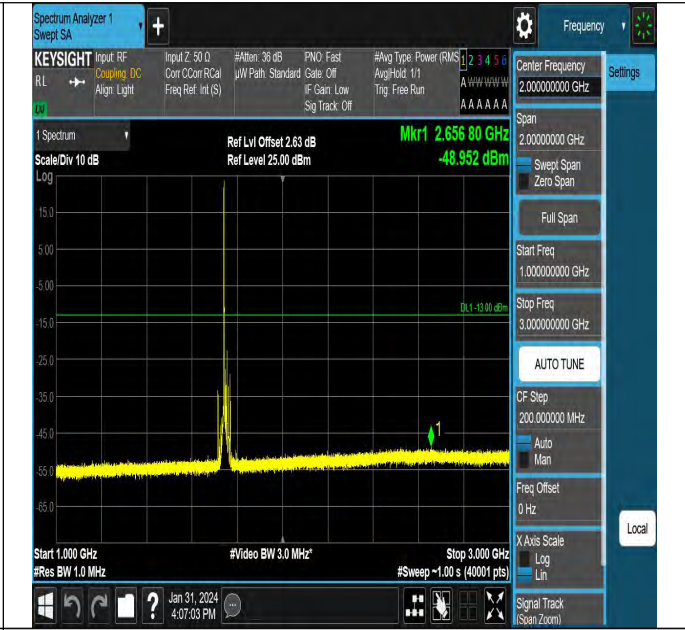 Spectrum Analyzer 1
Swept SA
+
Frequency
KEYSIGHT
RL
Input: RF
Coupling: DC
Align: Light
Input Z: 50 Ω
Corr CCorr RCal
Freq Ref: Int (S)
#Atten: 36 dB
µW Path: Standard
PNO: Fast
Gate: Off
IF Gain: Low
Sig Track: Off
#Avg Type: Power (RMS
Avg|Hold: 1/1
Trig: Free Run
1 2 3 4 5 6
A W W W W W
A A A A A A
LXI
1 Spectrum
Scale/Div 10 dB
Log
Ref Lvl Offset 2.63 dB
Ref Level 25.00 dBm
Mkr1 2.656 80 GHz
-48.952 dBm
15.0
5.00
-5.00
-15.0
-25.0
-35.0
-45.0
-55.0
-65.0
DL1 -13.00 dBm
1
Start 1.000 GHz
#Res BW 1.0 MHz
#Video BW 3.0 MHz*
Stop 3.000 GHz
#Sweep ~1.00 s (40001 pts)
?
Jan 31, 2024
4:07:03 PM
Center Frequency
2.000000000 GHz
Settings
Span
2.00000000 GHz
Swept Span
Zero Span
Full Span
Start Freq
1.000000000 GHz
Stop Freq
3.000000000 GHz
AUTO TUNE
CF Step
200.000000 MHz
Auto
Man
Freq Offset
0 Hz
X Axis Scale
Log
Lin
Local
Signal Track
(Span Zoom)